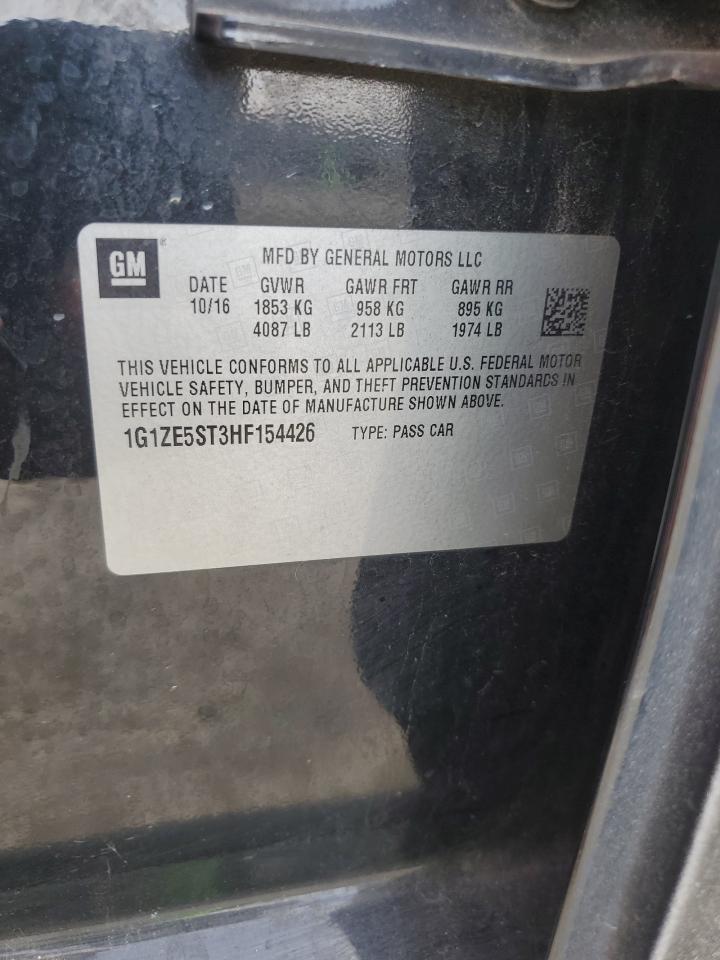 GM®
MFD BY GENERAL MOTORS LLC
DATE GVWR GAWR FRT GAWR RR
10/16 1853 KG 958 KG 895 KG
4087 LB 2113 LB 1974 LB
THIS VEHICLE CONFORMS TO ALL APPLICABLE U.S. FEDERAL MOTOR
VEHICLE SAFETY, BUMPER, AND THEFT PREVENTION STANDARDS IN
EFFECT ON THE DATE OF MANUFACTURE SHOWN ABOVE.
1G1ZE5ST3HF154426 TYPE: PASS CAR